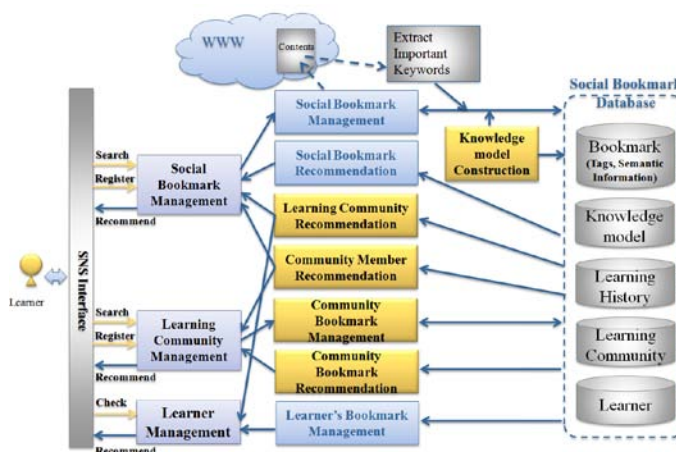 WWW
Contents
Extract
Important
Keywords
Social Bookmark
Database
Social Bookmark
Management
Knowledge
model
Construction
Bookmark
(Tags, Semantic
Information)
Search
Register
Recommend
Social
Bookmark
Management
Social Bookmark
Recommendation
Learning Community
Recommendation
Knowledge
model
SNS Interface
Learner
Community Member
Recommendation
Learning
History
Search
Register
Recommend
Learning
Community
Management
Community
Bookmark
Management
Learning
Community
Community
Bookmark
Recommendation
Check
Recommend
Learner
Management
Learner's Bookmark
Management
Learner